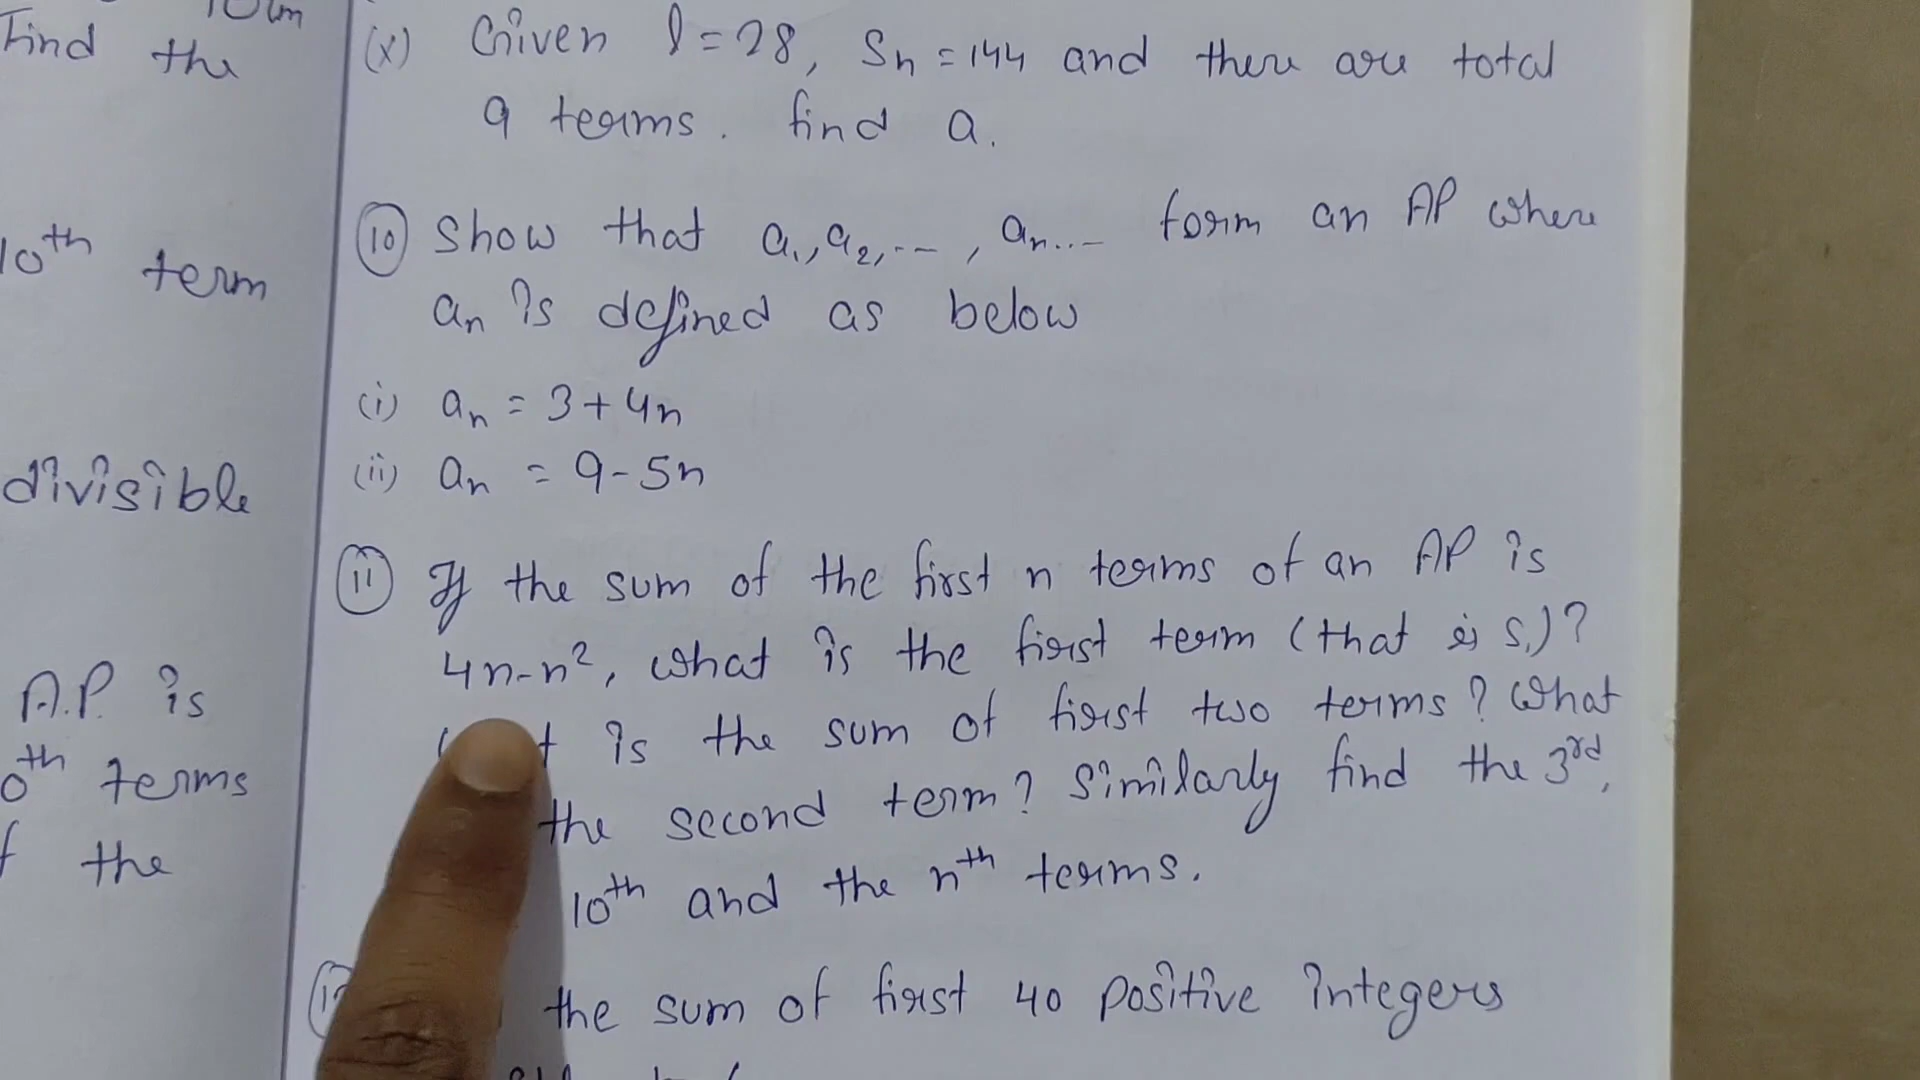 10th
Find the
10th term
divisible
A.P. is
terms
the
(x) Given l = 28, Sn = 144 and there are total
9 terms. find a.
(10) Show that a1, a2, ..., an... form an AP where
an is defined as below
(i) an = 3 + 4n
(ii) an = 9 - 5n
(11) If the sum of the first n terms of an AP is
4n-n², what is the first term (that is S1)?
is the sum of first two terms? What
the second term? Similarly find the 3rd,
10th and the nth terms.
the sum of first 40 positive integers